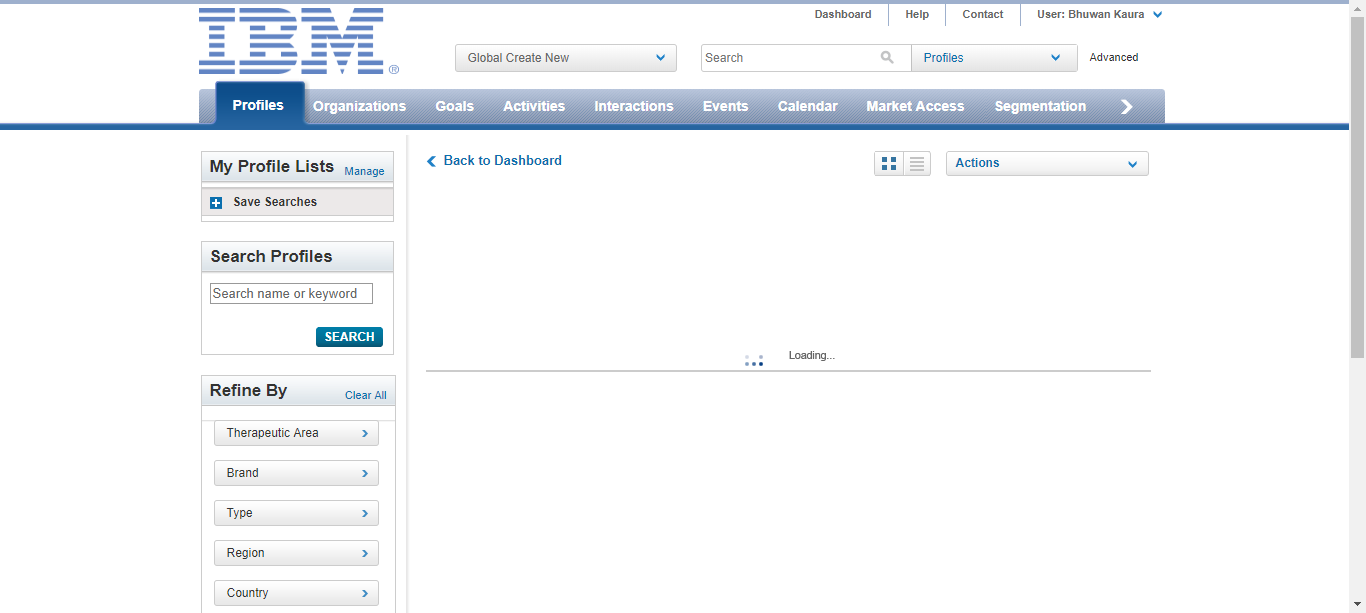 IBM®
Dashboard Help Contact User: Bhuwan Kaura
Global Create New Search Profiles Advanced
Profiles Organizations Goals Activities Interactions Events Calendar Market Access Segmentation
My Profile Lists Manage
Save Searches
Search Profiles
Search name or keyword
SEARCH
Refine By Clear All
Therapeutic Area
Brand
Type
Region
Country
Back to Dashboard Actions
Loading...